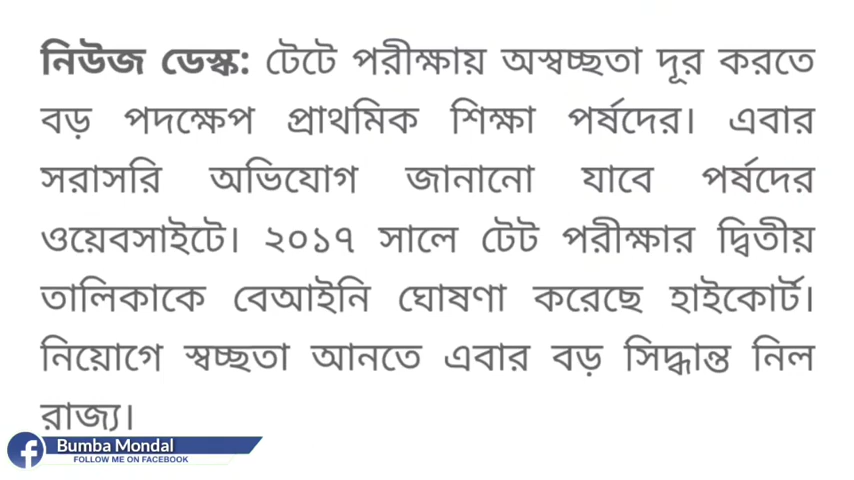 নিউজ ডেস্ক: টেটে পরীক্ষায় অস্বচ্ছতা দূর করতে
বড় পদক্ষেপ প্রাথমিক শিক্ষা পর্ষদের। এবার
সরাসরি অভিযোগ জানানো যাবে পর্ষদের
ওয়েবসাইটে। ২০১৭ সালে টেট পরীক্ষার দ্বিতীয়
তালিকাকে বেআইনি ঘোষণা করেছে হাইকোর্ট।
নিয়োগে স্বচ্ছতা আনতে এবার বড় সিদ্ধান্ত নিল
রাজ্য।
Bumba Mondal
FOLLOW ME ON FACEBOOK